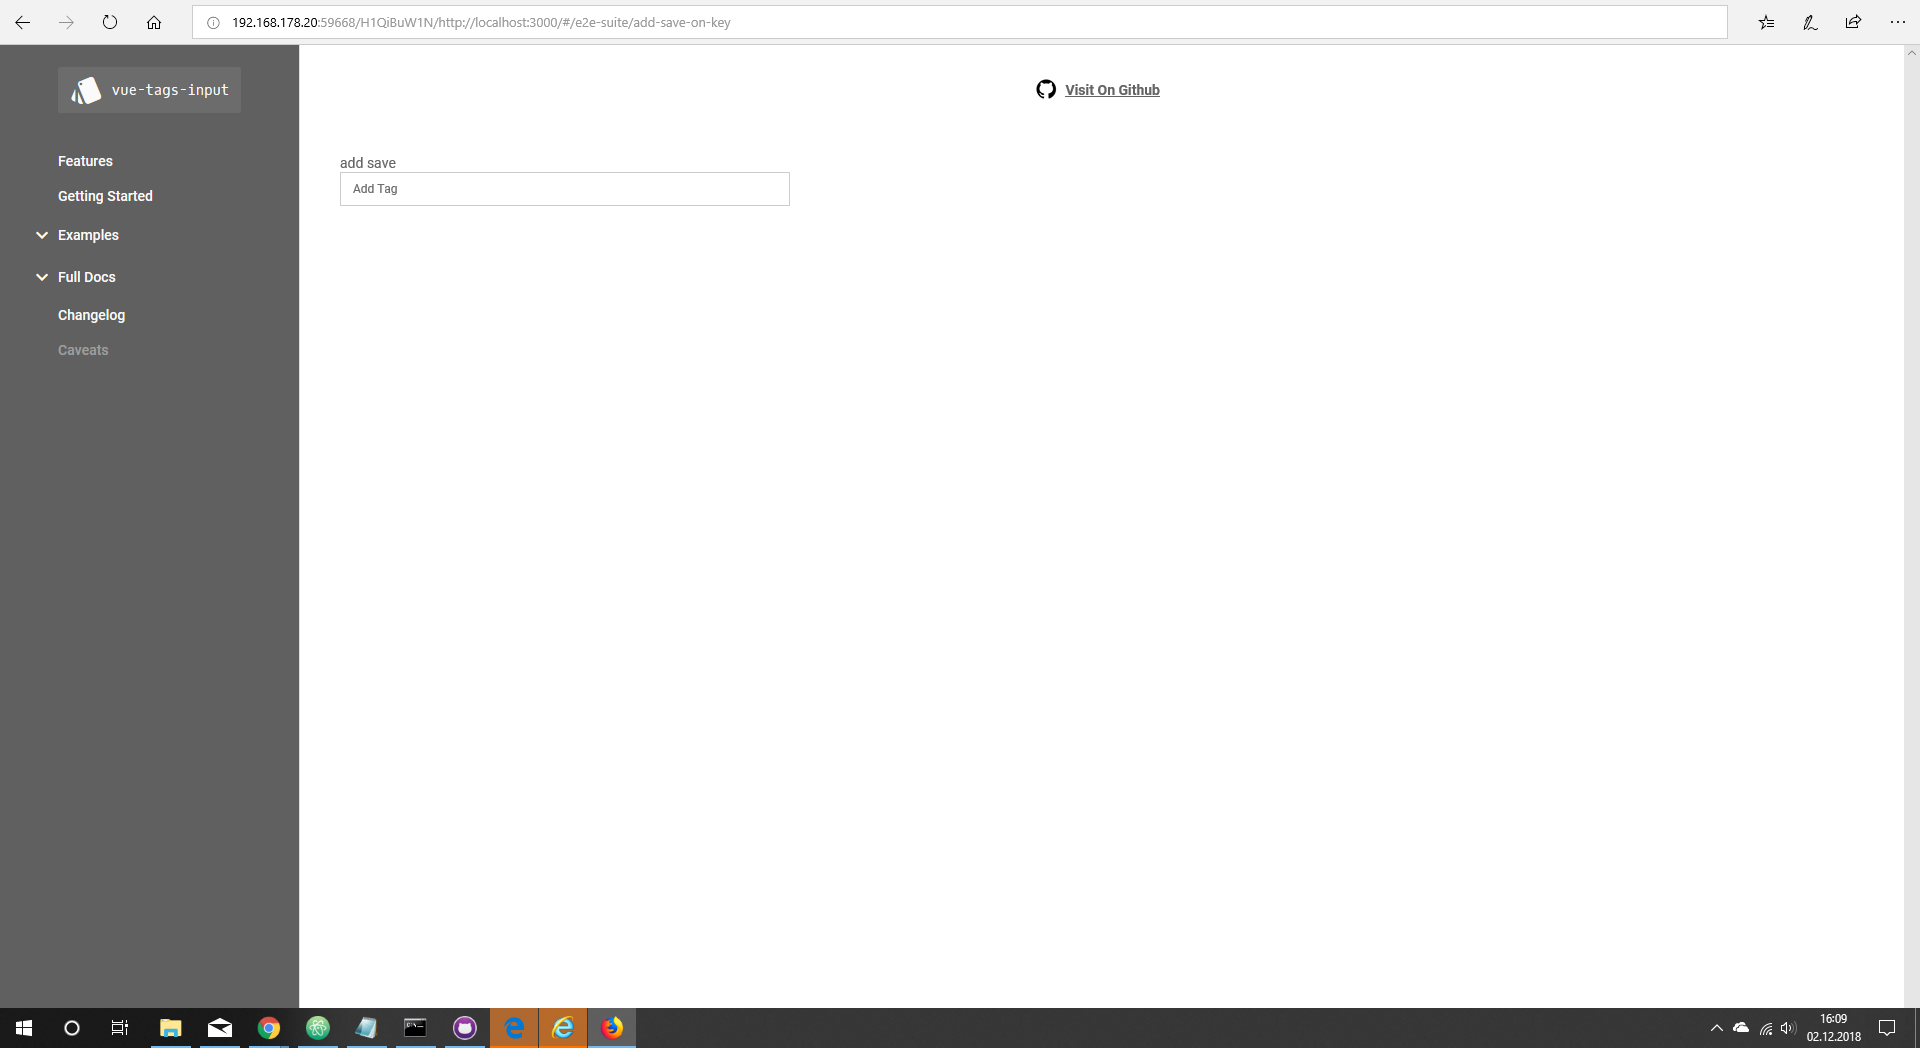 192.168.178.20:59668/H1QiBuW1N/http://localhost:3000/#/e2e-suite/add-save-on-key
vue-tags-input
Visit On Github
Features
Getting Started
Examples
Full Docs
Changelog
Caveats
add save
Add Tag
16:09
02.12.2018